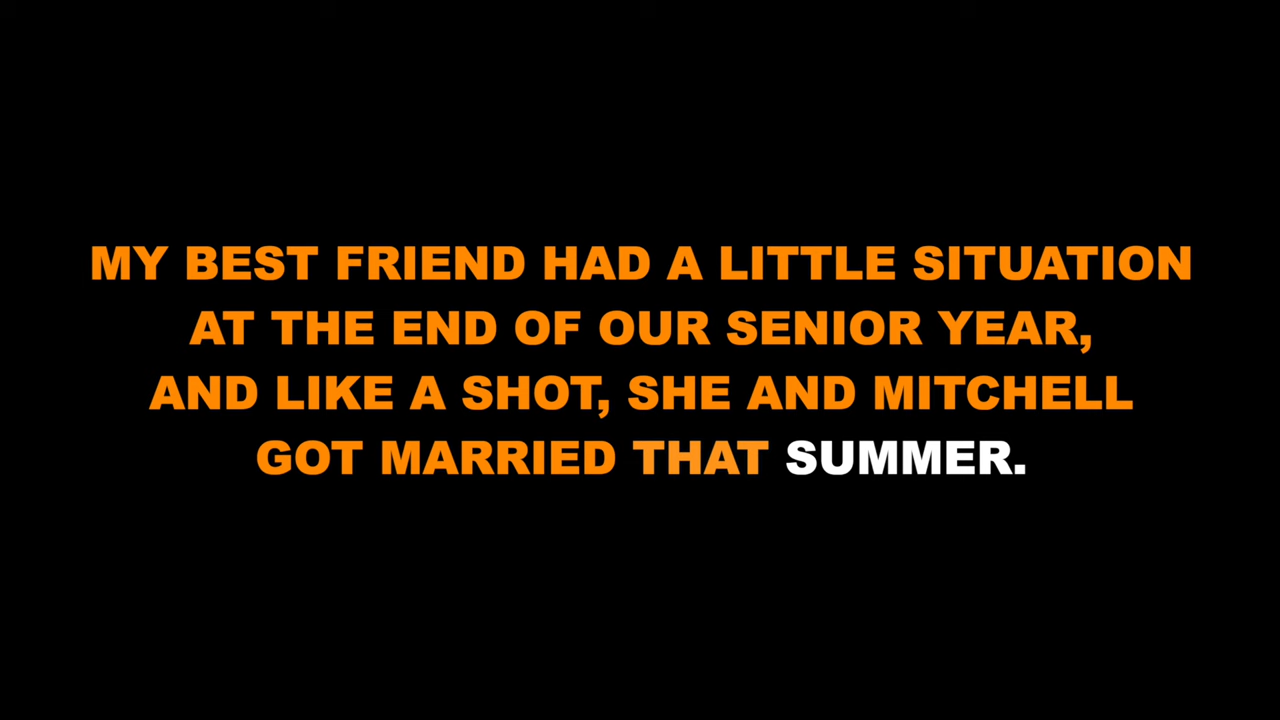 MY BEST FRIEND HAD A LITTLE SITUATION
AT THE END OF OUR SENIOR YEAR,
AND LIKE A SHOT, SHE AND MITCHELL
GOT MARRIED THAT SUMMER.